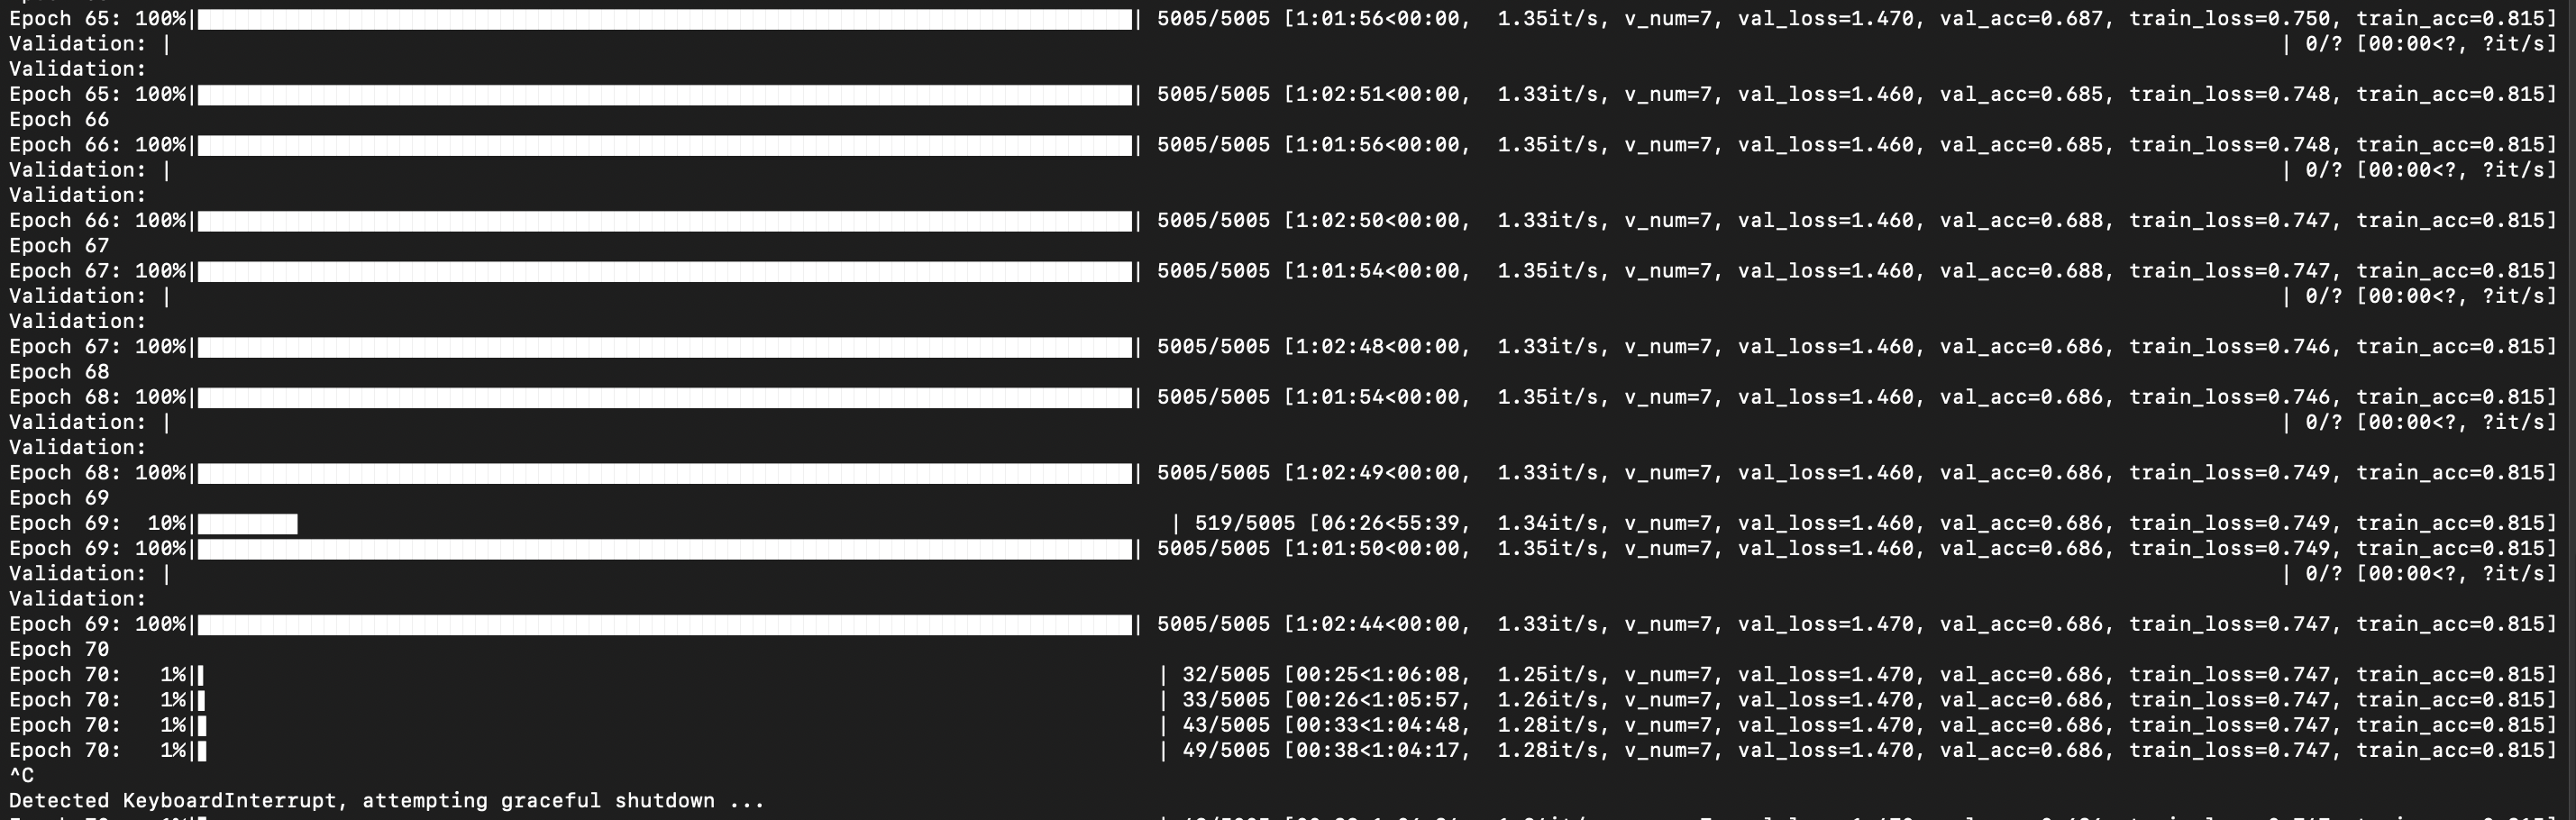 Epoch 65: 100%|| 5005/5005 [1:01:56<00:00,  1.35it/s, v_num=7, val_loss=1.470, val_acc=0.687, train_loss=0.750, train_acc=0.815]
Validation: | | 0/? [00:00<?, ?it/s]
Validation:
Epoch 65: 100%|| 5005/5005 [1:02:51<00:00,  1.33it/s, v_num=7, val_loss=1.460, val_acc=0.685, train_loss=0.748, train_acc=0.815]
Epoch 66
Epoch 66: 100%|| 5005/5005 [1:01:56<00:00,  1.35it/s, v_num=7, val_loss=1.460, val_acc=0.685, train_loss=0.748, train_acc=0.815]
Validation: | | 0/? [00:00<?, ?it/s]
Validation:
Epoch 66: 100%|| 5005/5005 [1:02:50<00:00,  1.33it/s, v_num=7, val_loss=1.460, val_acc=0.688, train_loss=0.747, train_acc=0.815]
Epoch 67
Epoch 67: 100%|| 5005/5005 [1:01:54<00:00,  1.35it/s, v_num=7, val_loss=1.460, val_acc=0.688, train_loss=0.747, train_acc=0.815]
Validation: | | 0/? [00:00<?, ?it/s]
Validation:
Epoch 67: 100%|| 5005/5005 [1:02:48<00:00,  1.33it/s, v_num=7, val_loss=1.460, val_acc=0.686, train_loss=0.746, train_acc=0.815]
Epoch 68
Epoch 68: 100%|| 5005/5005 [1:01:54<00:00,  1.35it/s, v_num=7, val_loss=1.460, val_acc=0.686, train_loss=0.746, train_acc=0.815]
Validation: | | 0/? [00:00<?, ?it/s]
Validation:
Epoch 68: 100%|| 5005/5005 [1:02:49<00:00,  1.33it/s, v_num=7, val_loss=1.460, val_acc=0.686, train_loss=0.749, train_acc=0.815]
Epoch 69
Epoch 69:  10%| | 519/5005 [06:26<55:39,  1.34it/s, v_num=7, val_loss=1.460, val_acc=0.686, train_loss=0.749, train_acc=0.815]
Epoch 69: 100%|| 5005/5005 [1:01:50<00:00,  1.35it/s, v_num=7, val_loss=1.460, val_acc=0.686, train_loss=0.749, train_acc=0.815]
Validation: | | 0/? [00:00<?, ?it/s]
Validation:
Epoch 69: 100%|| 5005/5005 [1:02:44<00:00,  1.33it/s, v_num=7, val_loss=1.470, val_acc=0.686, train_loss=0.747, train_acc=0.815]
Epoch 70
Epoch 70:   1%| | 32/5005 [00:25<1:06:08,  1.25it/s, v_num=7, val_loss=1.470, val_acc=0.686, train_loss=0.747, train_acc=0.815]
Epoch 70:   1%| | 33/5005 [00:26<1:05:57,  1.26it/s, v_num=7, val_loss=1.470, val_acc=0.686, train_loss=0.747, train_acc=0.815]
Epoch 70:   1%| | 43/5005 [00:33<1:04:48,  1.28it/s, v_num=7, val_loss=1.470, val_acc=0.686, train_loss=0.747, train_acc=0.815]
Epoch 70:   1%| | 49/5005 [00:38<1:04:17,  1.28it/s, v_num=7, val_loss=1.470, val_acc=0.686, train_loss=0.747, train_acc=0.815]
^C
Detected KeyboardInterrupt, attempting graceful shutdown ...